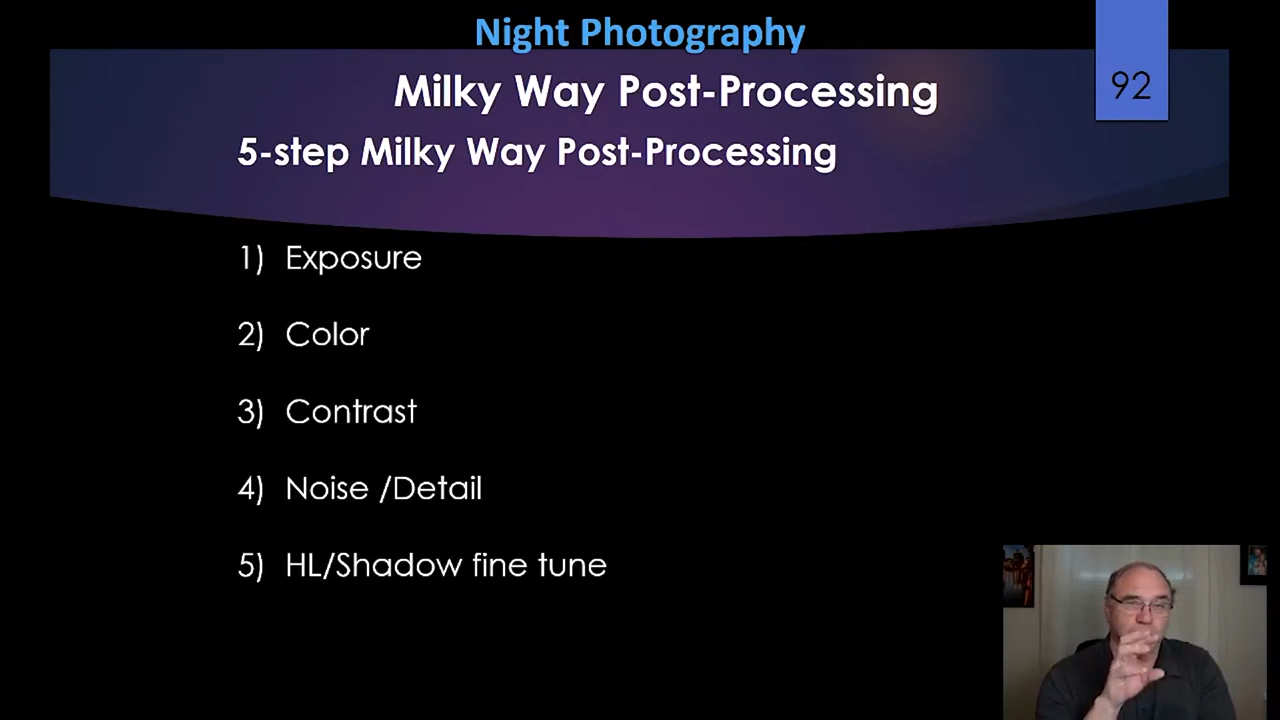 Night Photography
Milky Way Post-Processing
92
5-step Milky Way Post-Processing
1) Exposure
2) Color
3) Contrast
4) Noise /Detail
5) HL/Shadow fine tune